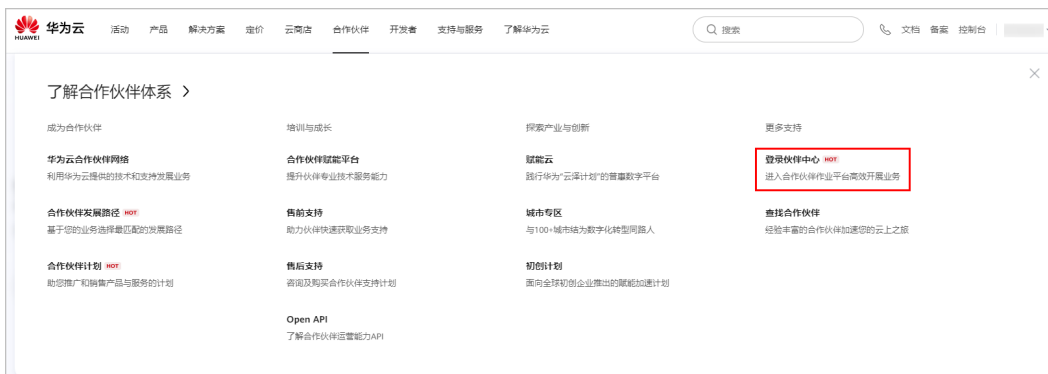 HUAWEI 华为云 活动 产品 解决方案 定价 云商店 合作伙伴 开发者 支持与服务 了解华为云 搜索 文档 备案 控制台
了解合作伙伴体系
成为合作伙伴 培训与成长 探索产业与创新 更多支持
华为云合作伙伴网络 合作伙伴赋能平台 赋能云 登录伙伴中心 HOT
利用华为云提供的技术和支持发展业务 提升伙伴专业技术服务能力 践行华为“云泽计划”的普惠数字平台 进入合作伙伴作业平台高效开展业务
合作伙伴发展路径 HOT 售前支持 城市专区 查找合作伙伴
基于您的业务选择最匹配的发展路径 助力伙伴快速获取业务支持 与100+城市结为数字化转型同路人 经验丰富的合作伙伴加速您的云上之旅
合作伙伴计划 HOT 售后支持 初创计划
助您推广和销售产品与服务的计划 咨询及购买合作伙伴支持计划 面向全球初创企业推出的赋能加速计划
Open API
了解合作伙伴运营能力API